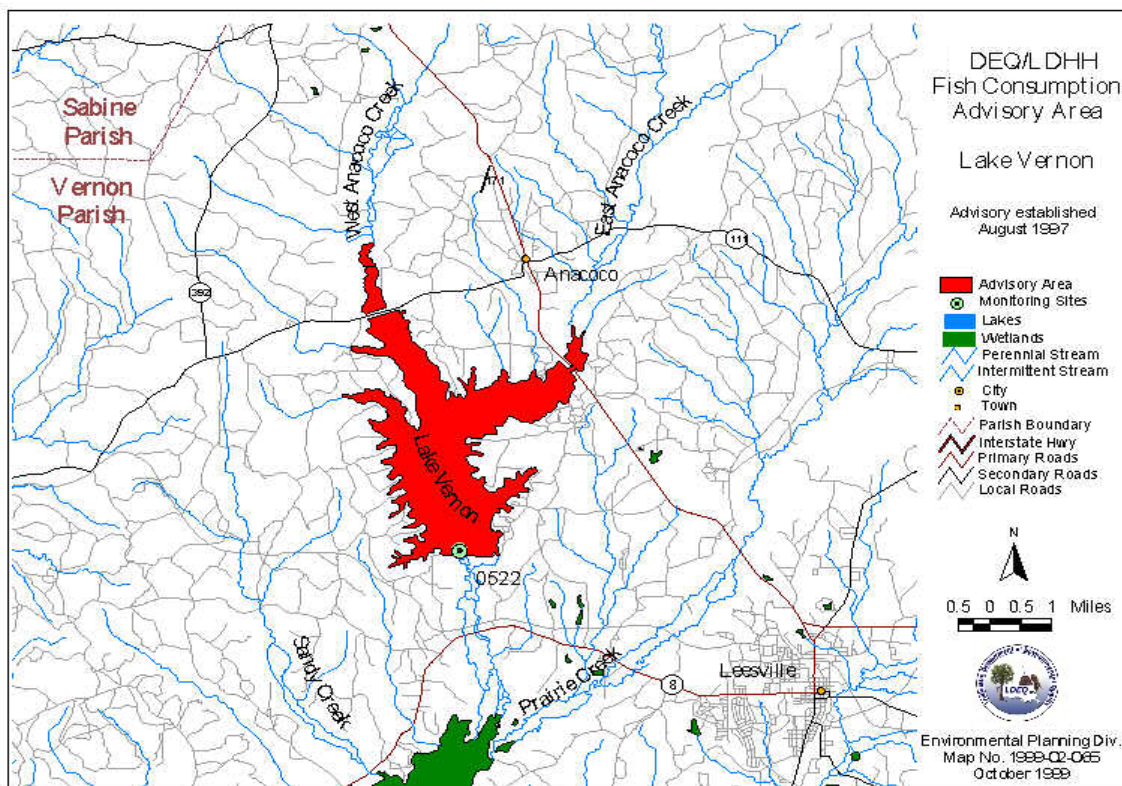 DEQ/LDHH
Fish Consumption
Advisory Area
Lake Vernon
Advisory established
August 1997
Advisory Area
Monitoring Sites
Lakes
Wetlands
Perennial Stream
Intermittent Stream
City
Town
Parish Boundary
Interstate Hwy
Primary Roads
Secondary Roads
Local Roads
N
0.5 0 0.5 1 Miles
LDEQ
Environmental Planning Div.
Map No. 1999-02-065
October 1999
Sabine
Parish
Vernon
Parish
West Anacoco Creek
East Anacoco Creek
171
111
392
Anacoco
Lake Vernon
0522
Sandy Creek
Prairie Creek
8
Leesville